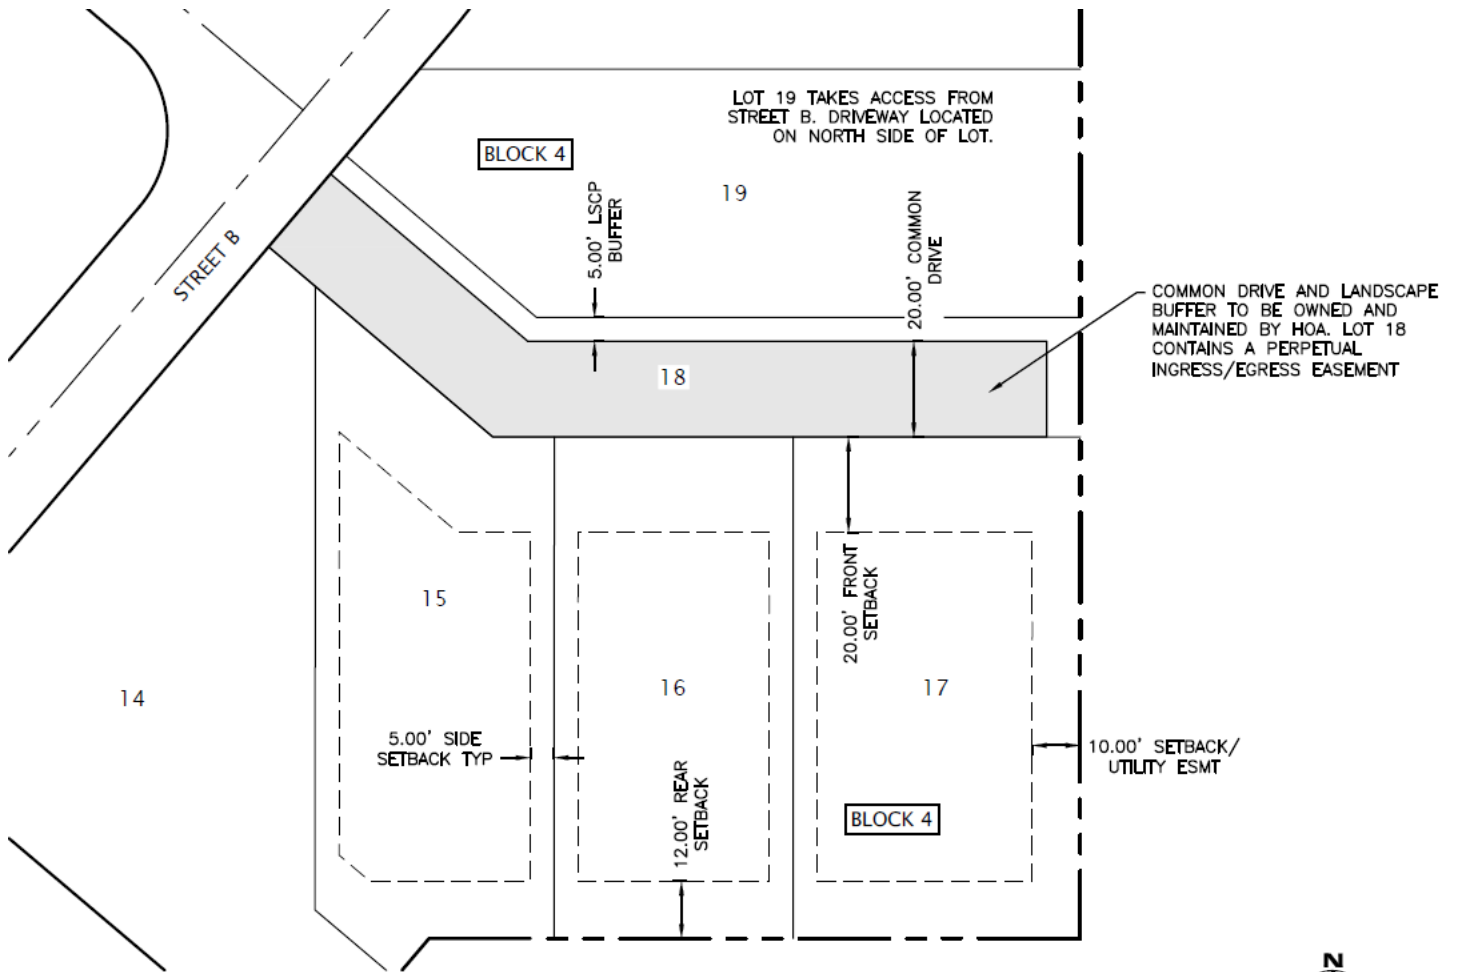 LOT 19 TAKES ACCESS FROM
STREET B. DRIVEWAY LOCATED
ON NORTH SIDE OF LOT.
BLOCK 4
19
5.00' LSCP
BUFFER
20.00' COMMON
DRIVE
STREET B
COMMON DRIVE AND LANDSCAPE
BUFFER TO BE OWNED AND
MAINTAINED BY HOA. LOT 18
CONTAINS A PERPETUAL
INGRESS/EGRESS EASEMENT
18
20.00' FRONT
SETBACK
15
16
17
14
5.00' SIDE
SETBACK TYP
10.00' SETBACK/
UTILITY ESMT
12.00' REAR
SETBACK
BLOCK 4
N